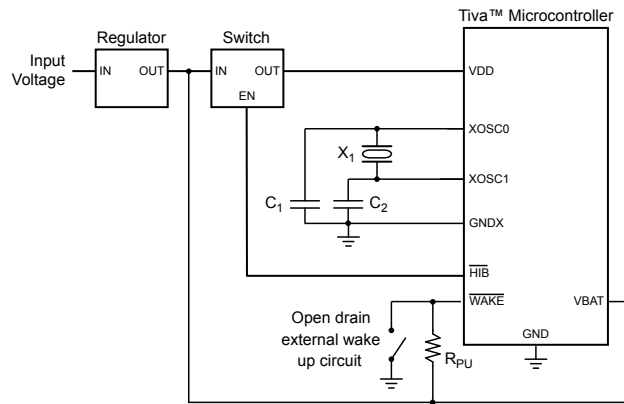 Tiva™ Microcontroller
Regulator
Switch
Input
Voltage
IN
OUT
IN
OUT
EN
VDD
XOSC0
X1
XOSC1
C1
C2
GNDX
HIB
WAKE
VBAT
Open drain
external wake
up circuit
RPU
GND